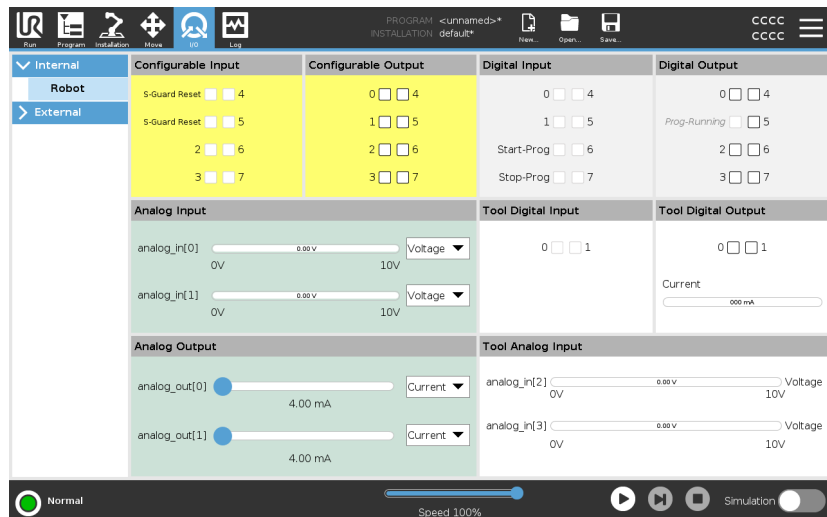 PROGRAM <unnamed>*
INSTALLATION default*
CCCC
CCCC
Run Program Installation Move I/O Log New... Open... Save...
Internal
Robot
External
Configurable Input
S-Guard Reset 4
S-Guard Reset 5
2 6
3 7
Configurable Output
0 4
1 5
2 6
3 7
Digital Input
0 4
1 5
Start-Prog 6
Stop-Prog 7
Digital Output
0 4
Prog-Running 5
2 6
3 7
Analog Input
analog_in[0] 0.00 V Voltage
0V 10V
analog_in[1] 0.00 V Voltage
0V 10V
Tool Digital Input
0 1
Tool Digital Output
0 1
Current
000 mA
Analog Output
analog_out[0] Current
4.00 mA
analog_out[1] Current
4.00 mA
Tool Analog Input
analog_in[2] 0.00 V Voltage
0V 10V
analog_in[3] 0.00 V Voltage
0V 10V
Normal
Speed 100%
Simulation